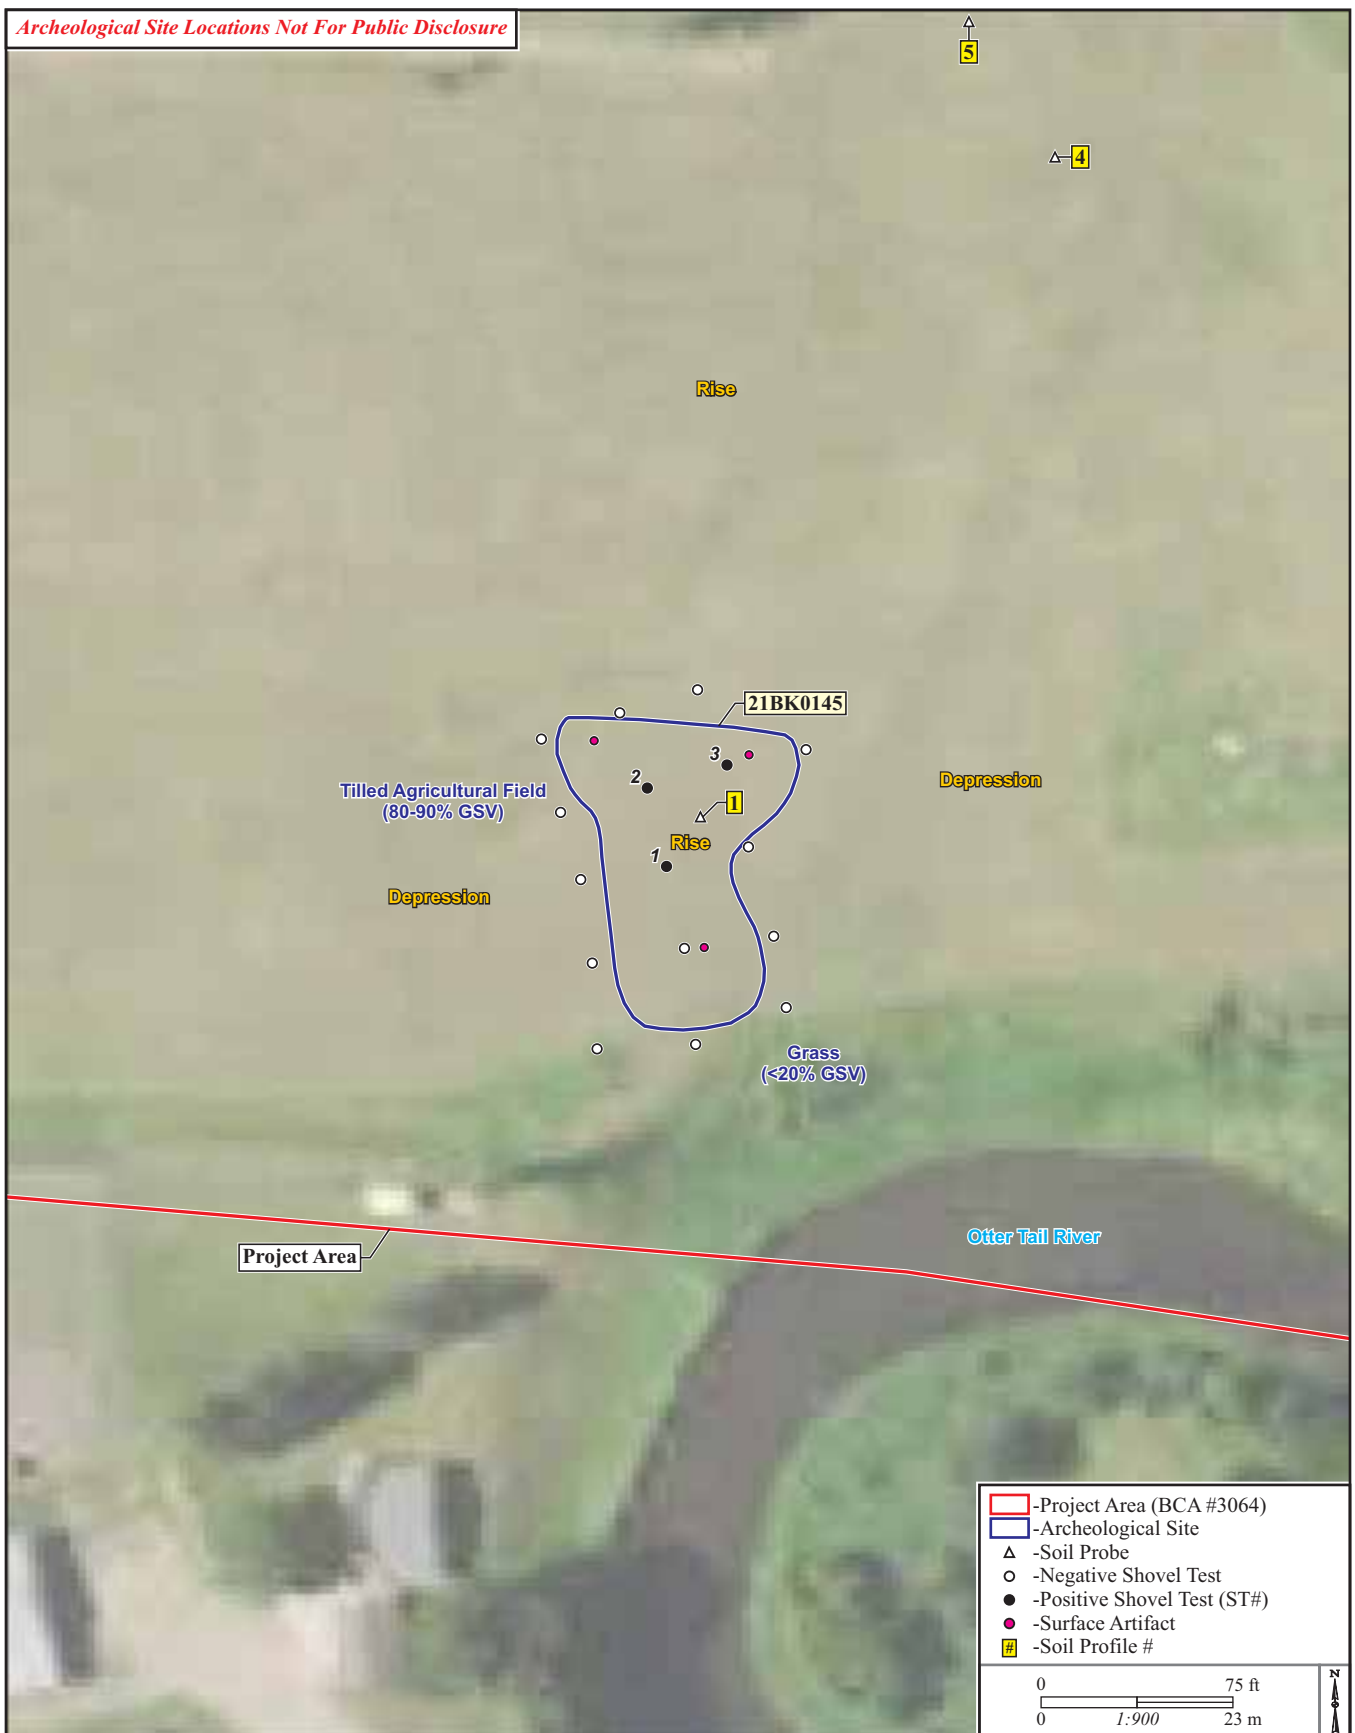 Archeological Site Locations Not For Public Disclosure
5
4
Rise
21BK0145
3
2
Tilled Agricultural Field
(80-90% GSV)
Depression
1
Rise
1
Depression
Grass
(<20% GSV)
Otter Tail River
Project Area
-Project Area (BCA #3064)
-Archeological Site
-Soil Probe
-Negative Shovel Test
-Positive Shovel Test (ST#)
-Surface Artifact
# -Soil Profile #
0 75 ft
0 1:900 23 m
N